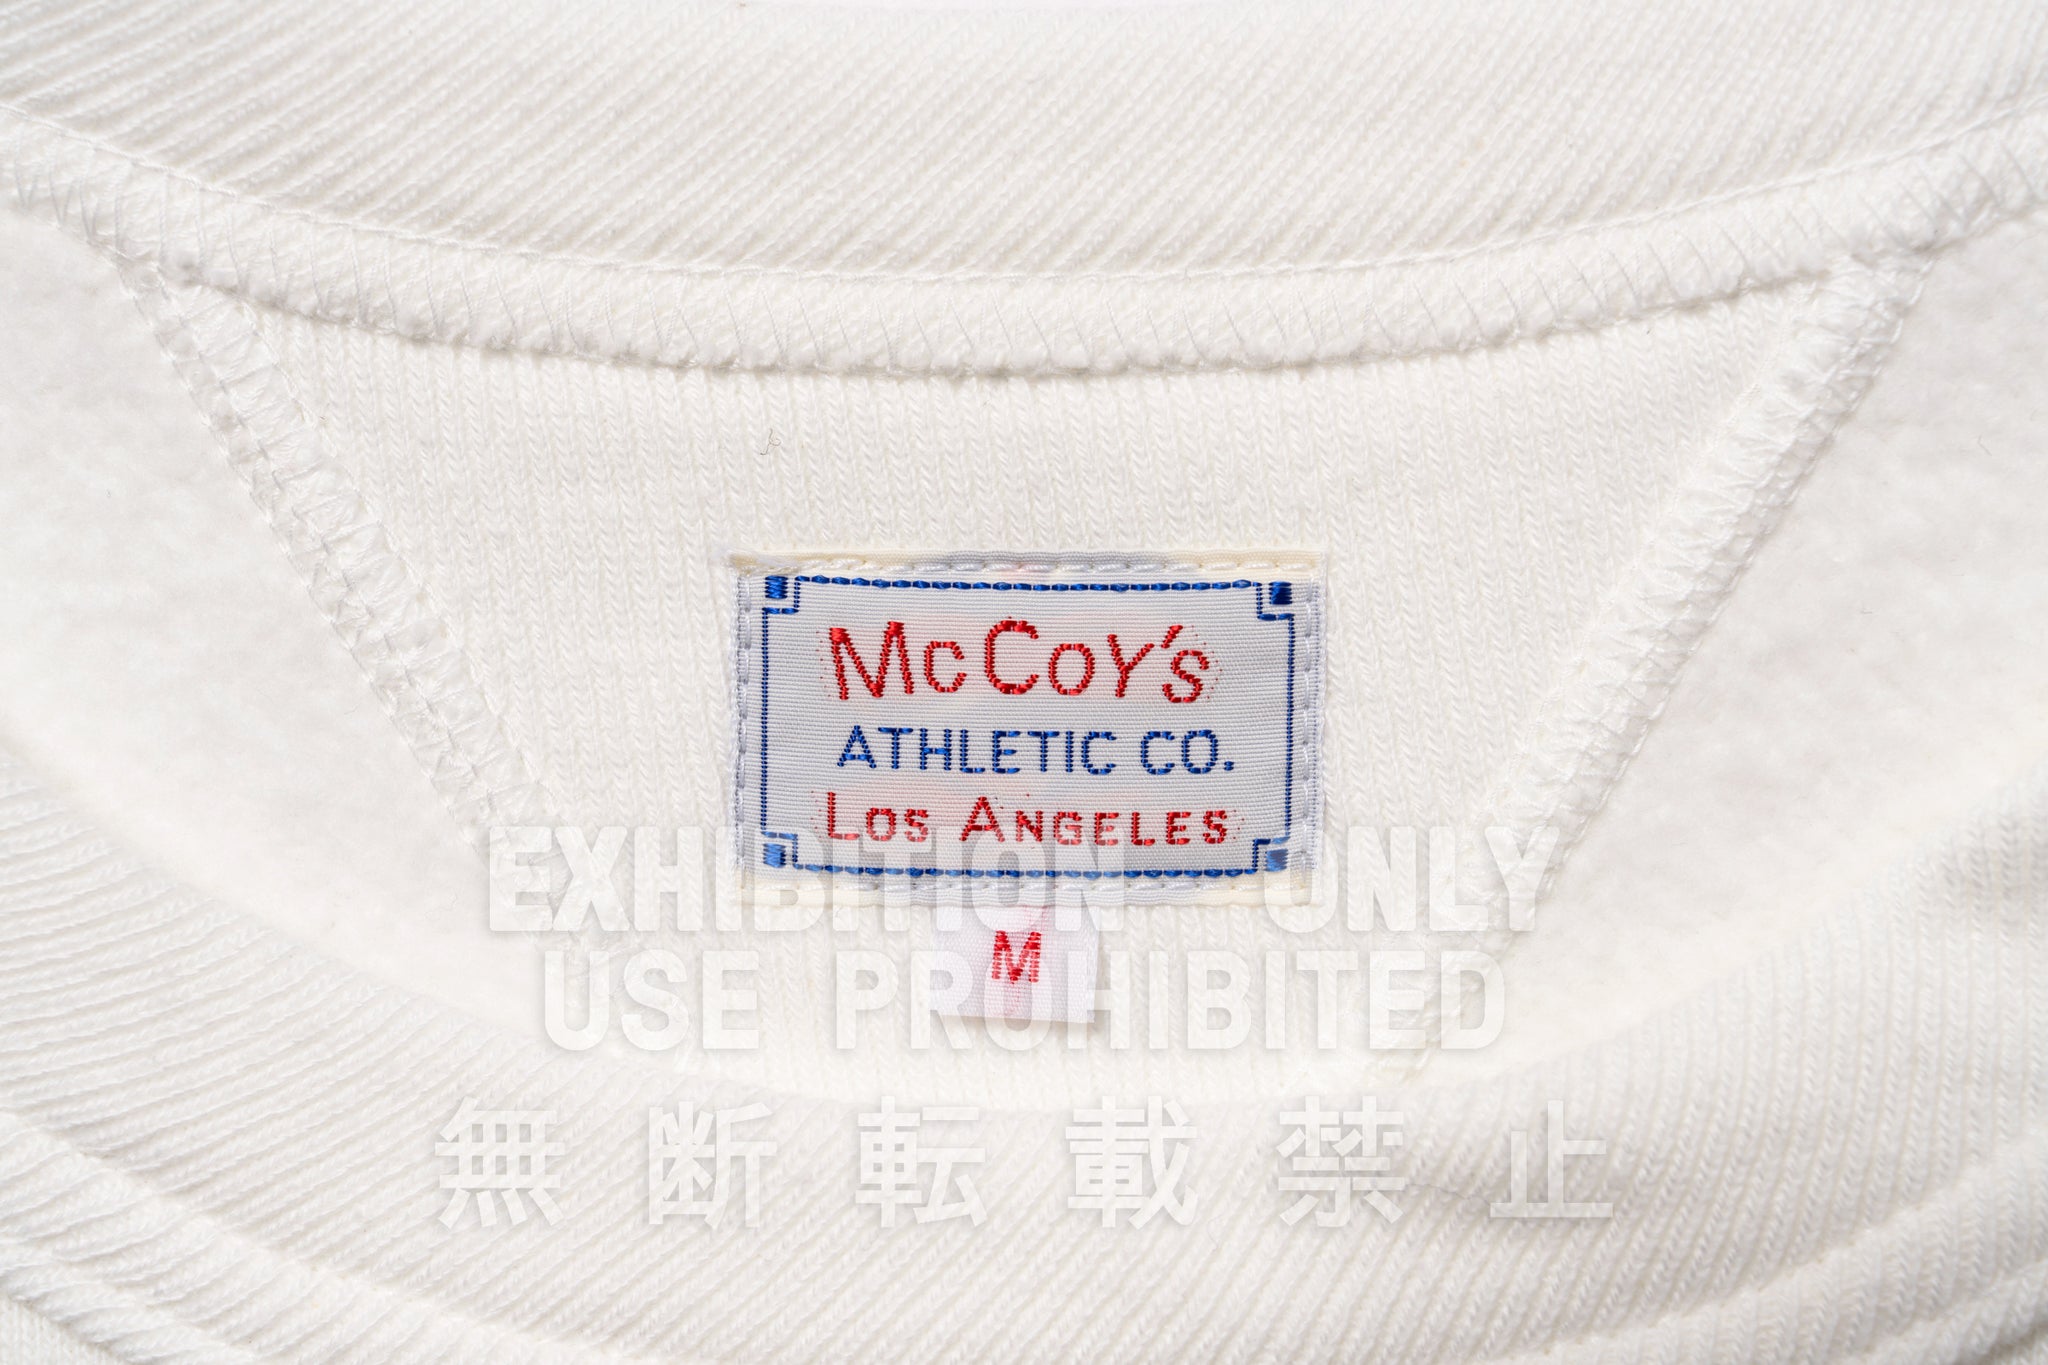 McCoy's
ATHLETIC CO.
Los Angeles
M
EXHIBITION ONLY
USE PROHIBITED
無断転載禁止